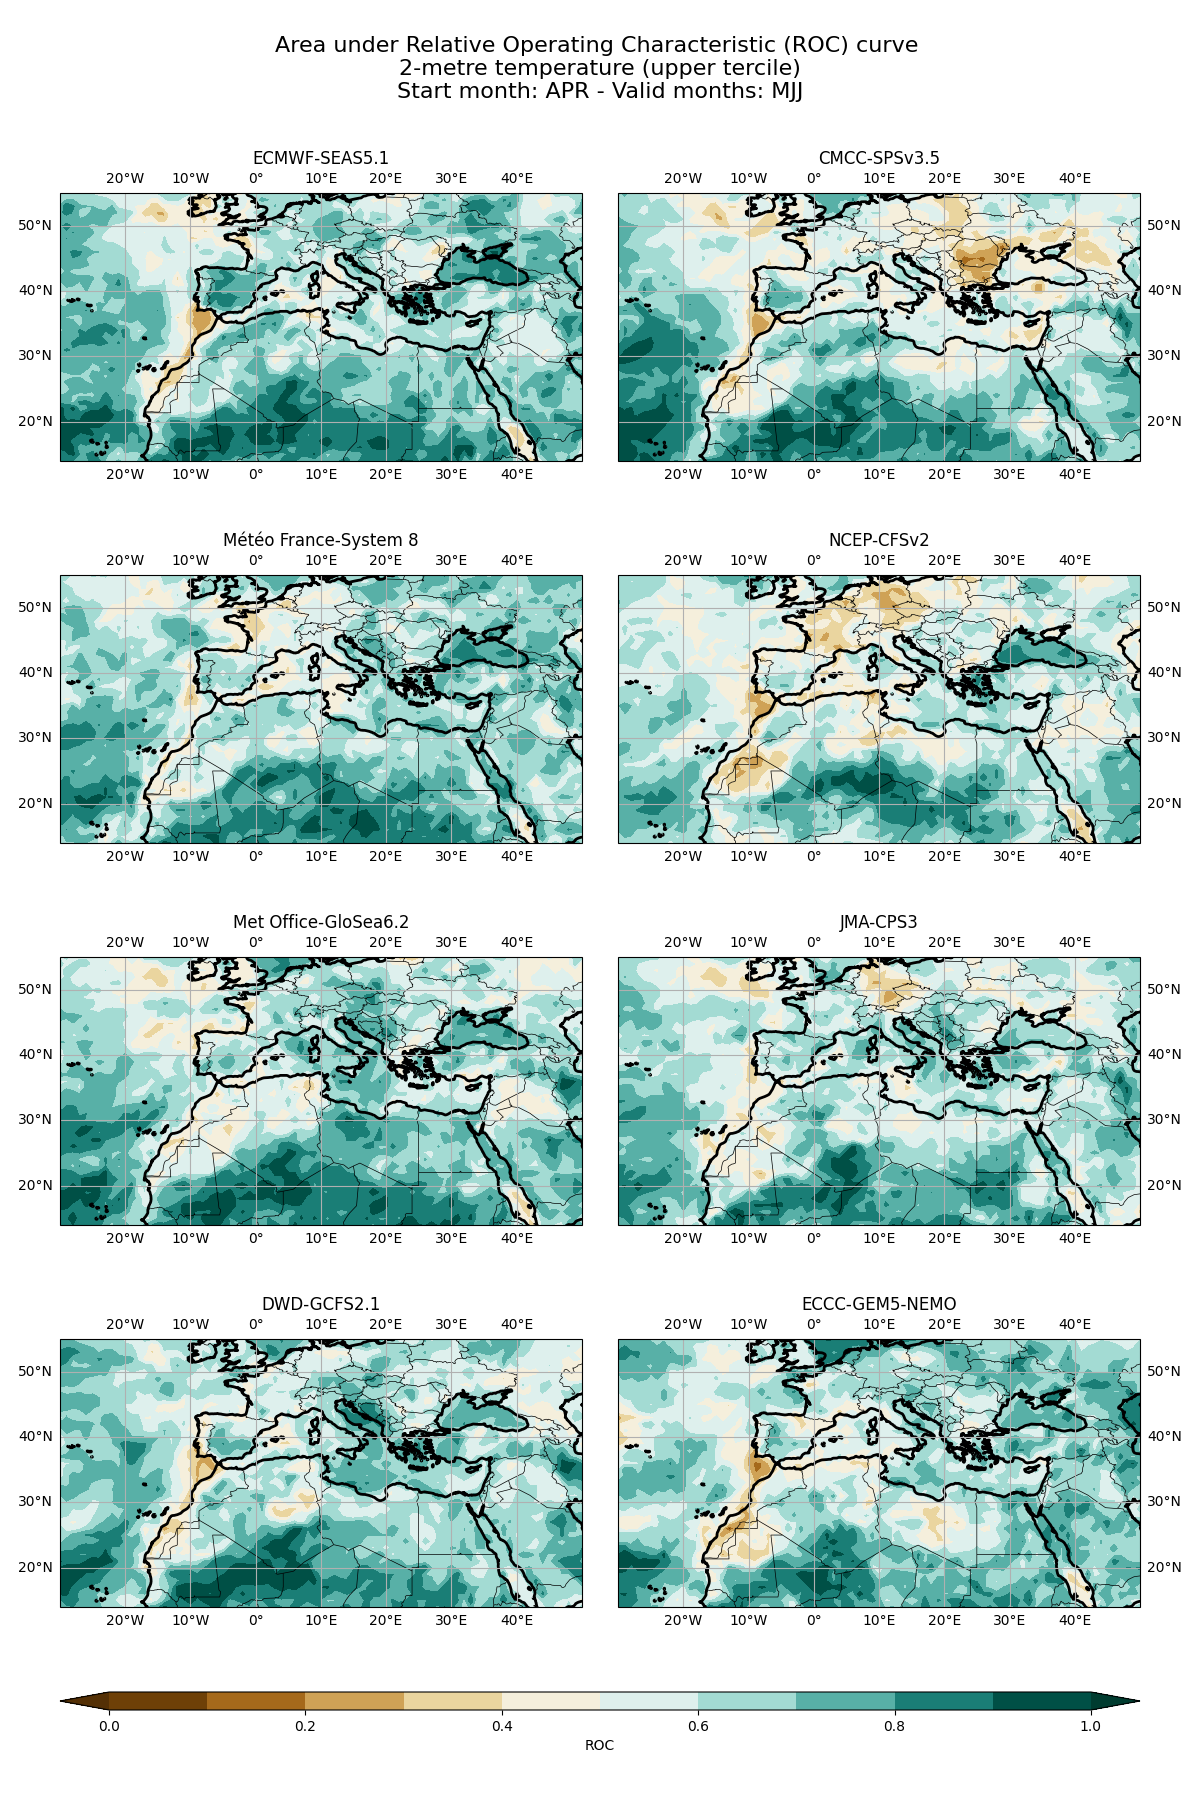 Area under Relative Operating Characteristic (ROC) curve
2-metre temperature (upper tercile)
Start month: APR - Valid months: MJJ
ECMWF-SEAS5.1
20°W 10°W 0° 10°E 20°E 30°E 40°E
50°N
40°N
30°N
20°N
20°W 10°W 0° 10°E 20°E 30°E 40°E
CMCC-SPSv3.5
20°W 10°W 0° 10°E 20°E 30°E 40°E
50°N
40°N
30°N
20°N
20°W 10°W 0° 10°E 20°E 30°E 40°E
Météo France-System 8
20°W 10°W 0° 10°E 20°E 30°E 40°E
50°N
40°N
30°N
20°N
20°W 10°W 0° 10°E 20°E 30°E 40°E
NCEP-CFSv2
20°W 10°W 0° 10°E 20°E 30°E 40°E
50°N
40°N
30°N
20°N
20°W 10°W 0° 10°E 20°E 30°E 40°E
Met Office-GloSea6.2
20°W 10°W 0° 10°E 20°E 30°E 40°E
50°N
40°N
30°N
20°N
20°W 10°W 0° 10°E 20°E 30°E 40°E
JMA-CPS3
20°W 10°W 0° 10°E 20°E 30°E 40°E
50°N
40°N
30°N
20°N
20°W 10°W 0° 10°E 20°E 30°E 40°E
DWD-GCFS2.1
20°W 10°W 0° 10°E 20°E 30°E 40°E
50°N
40°N
30°N
20°N
20°W 10°W 0° 10°E 20°E 30°E 40°E
ECCC-GEM5-NEMO
20°W 10°W 0° 10°E 20°E 30°E 40°E
50°N
40°N
30°N
20°N
20°W 10°W 0° 10°E 20°E 30°E 40°E
0.0 0.2 0.4 0.6 0.8 1.0
ROC